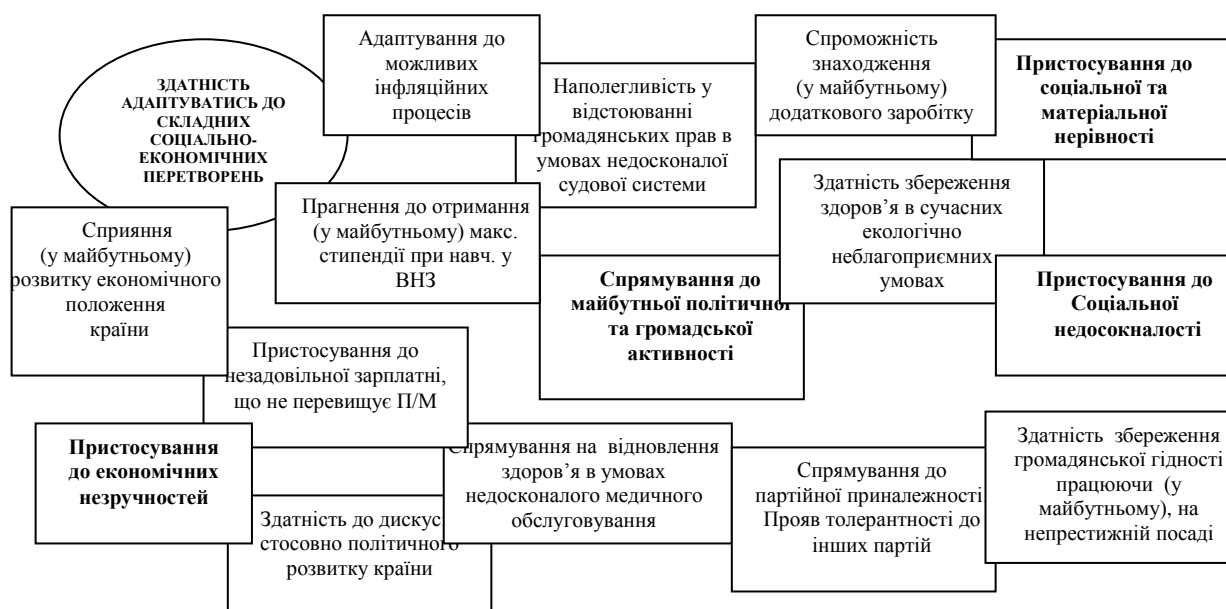 ЗДАТНІСТЬ
АДАПТУВАТИСЬ ДО
СКЛАДНИХ
СОЦІАЛЬНО-
ЕКОНОМІЧНИХ
ПЕРЕТВОРЕНЬ
Адаптування до
можливих
інфляційних
процесів
Наполегливість у
відстоюванні
громадянських прав в
умовах недосконалої
судової системи
Спроможність
знаходження
(у майбутньому)
додаткового заробітку
Пристосування до
соціальної та
матеріальної
нерівності
Сприяння
(у майбутньому)
розвитку економічного
положення
країни
Прагнення до отримання
(у майбутньому) макс.
стипендії при навч. у
ВНЗ
Спрямування до
майбутньої політичної
та громадської
активності
Здатність збереження
здоров’я в сучасних
екологічно
неблагоприємних
умовах
Пристосування до
Соціальної
недосокналості
Пристосування до
незадовільної зарплатні,
що не перевищує П/М
Пристосування
до економічних
незручностей
Здатність до дискус
стосовно політичного
розвитку країни
Спрямування на відновлення
здоров’я в умовах
недосконалого медичного
обслуговування
Спрямування до
партійної приналежності
Прояв толерантності до
інших партій
Здатність збереження
громадянської гідності
працюючи (у
майбутньому), на
непрестижній посаді